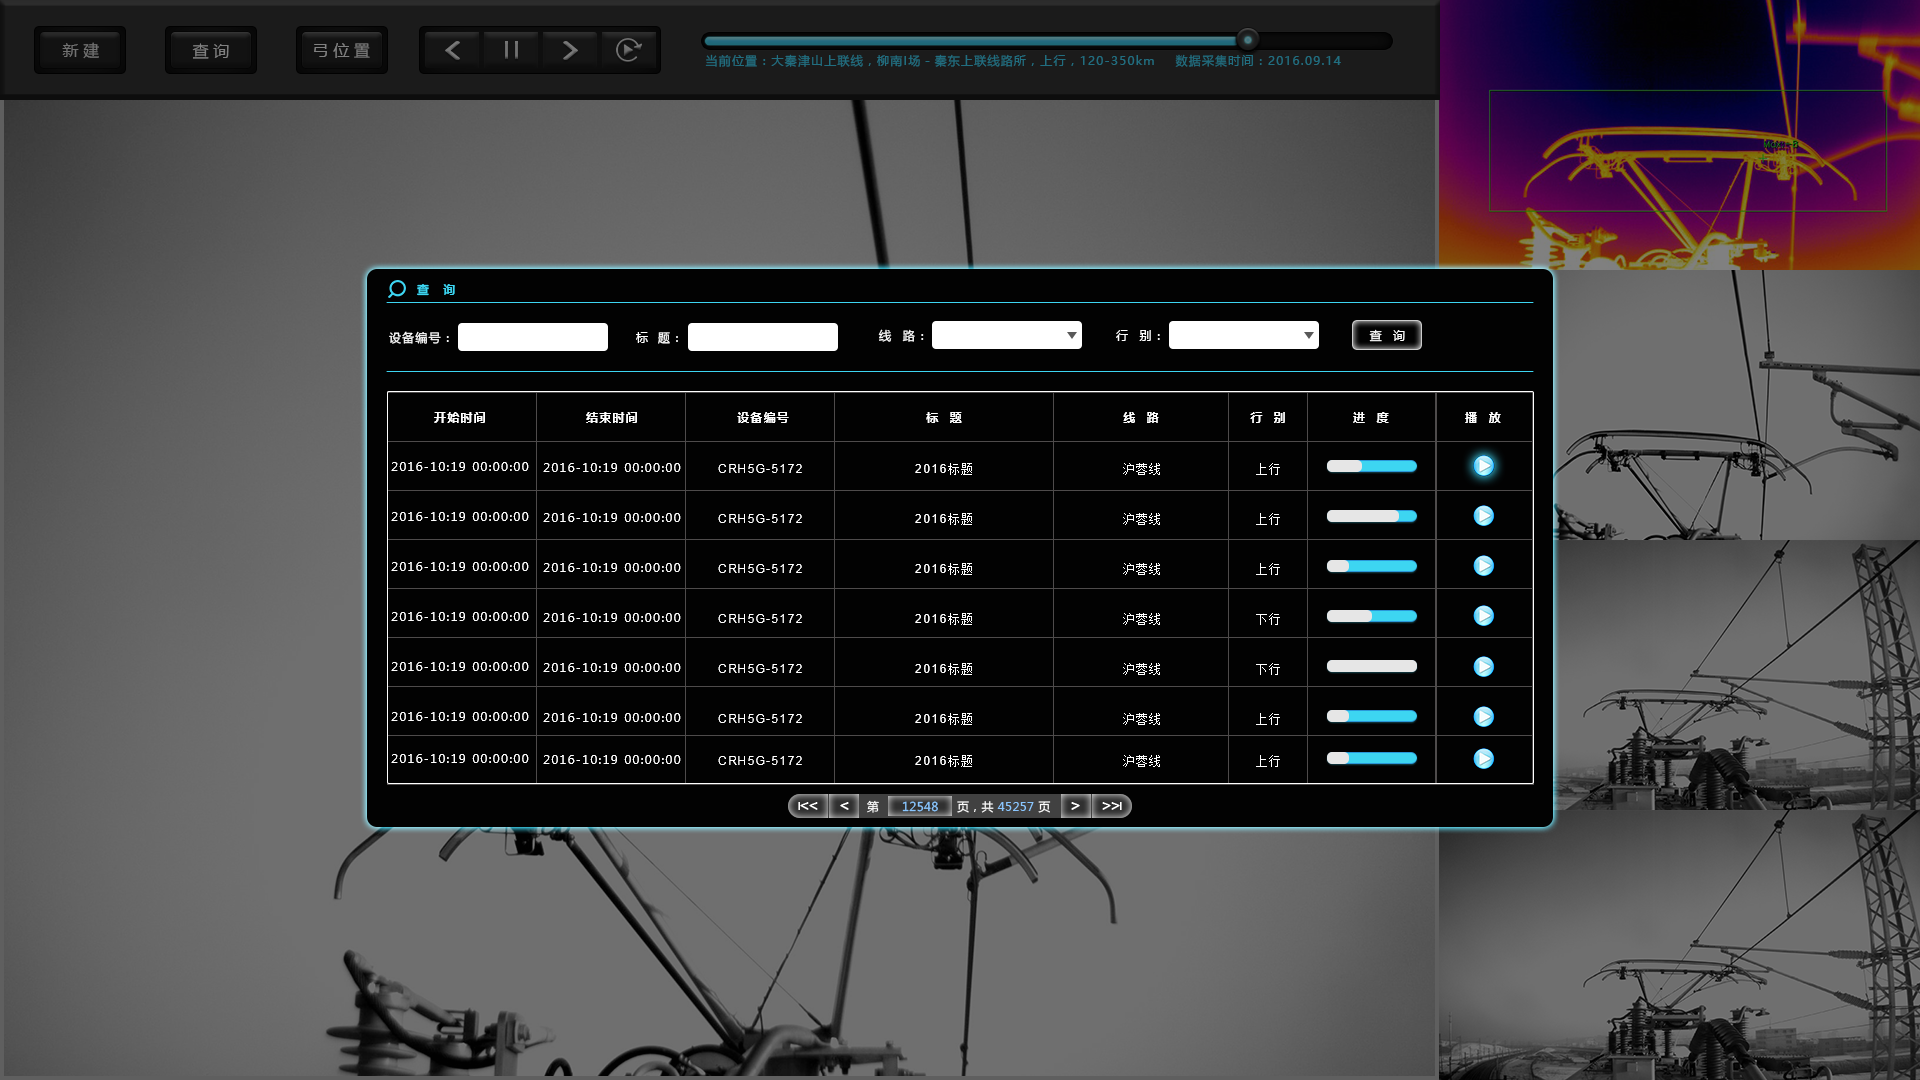 新建 查询 弓位置
当前位置：大秦津山上联线，柳南I场 - 秦东上联线路所，上行，120-350km 数据采集时间：2016.09.14
查 询
设备编号： 标 题： 线 路： 行 别： 查 询
开始时间 结束时间 设备编号 标 题 线 路 行 别 进 度 播 放
2016-10:19 00:00:00 2016-10:19 00:00:00 CRH5G-5172 2016标题 沪蓉线 上行
2016-10:19 00:00:00 2016-10:19 00:00:00 CRH5G-5172 2016标题 沪蓉线 上行
2016-10:19 00:00:00 2016-10:19 00:00:00 CRH5G-5172 2016标题 沪蓉线 上行
2016-10:19 00:00:00 2016-10:19 00:00:00 CRH5G-5172 2016标题 沪蓉线 下行
2016-10:19 00:00:00 2016-10:19 00:00:00 CRH5G-5172 2016标题 沪蓉线 下行
2016-10:19 00:00:00 2016-10:19 00:00:00 CRH5G-5172 2016标题 沪蓉线 上行
2016-10:19 00:00:00 2016-10:19 00:00:00 CRH5G-5172 2016标题 沪蓉线 上行
I<< < 第 12548 页，共 45257 页 > >>I